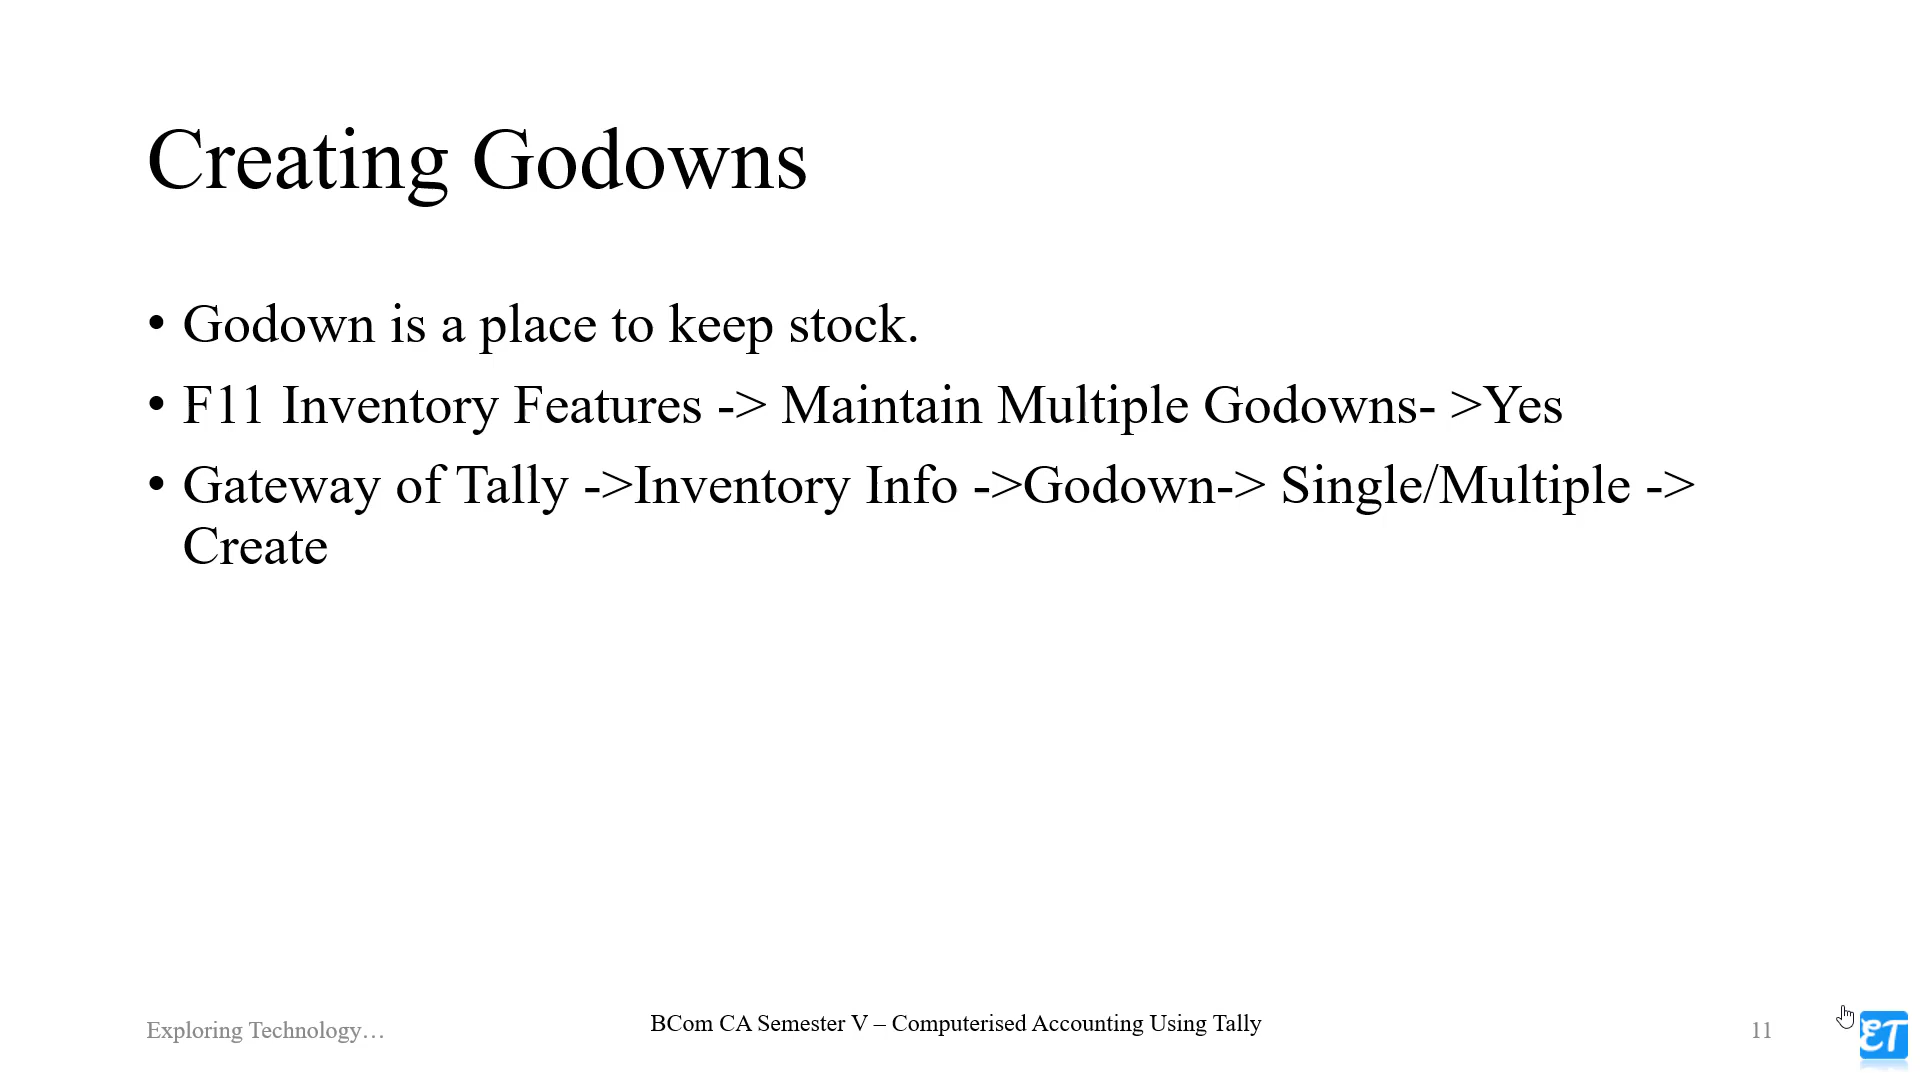 Creating Godowns
• Godown is a place to keep stock.
• F11 Inventory Features -> Maintain Multiple Godowns- >Yes
• Gateway of Tally ->Inventory Info ->Godown-> Single/Multiple ->
Create
Exploring Technology…
BCom CA Semester V – Computerised Accounting Using Tally
11
ET